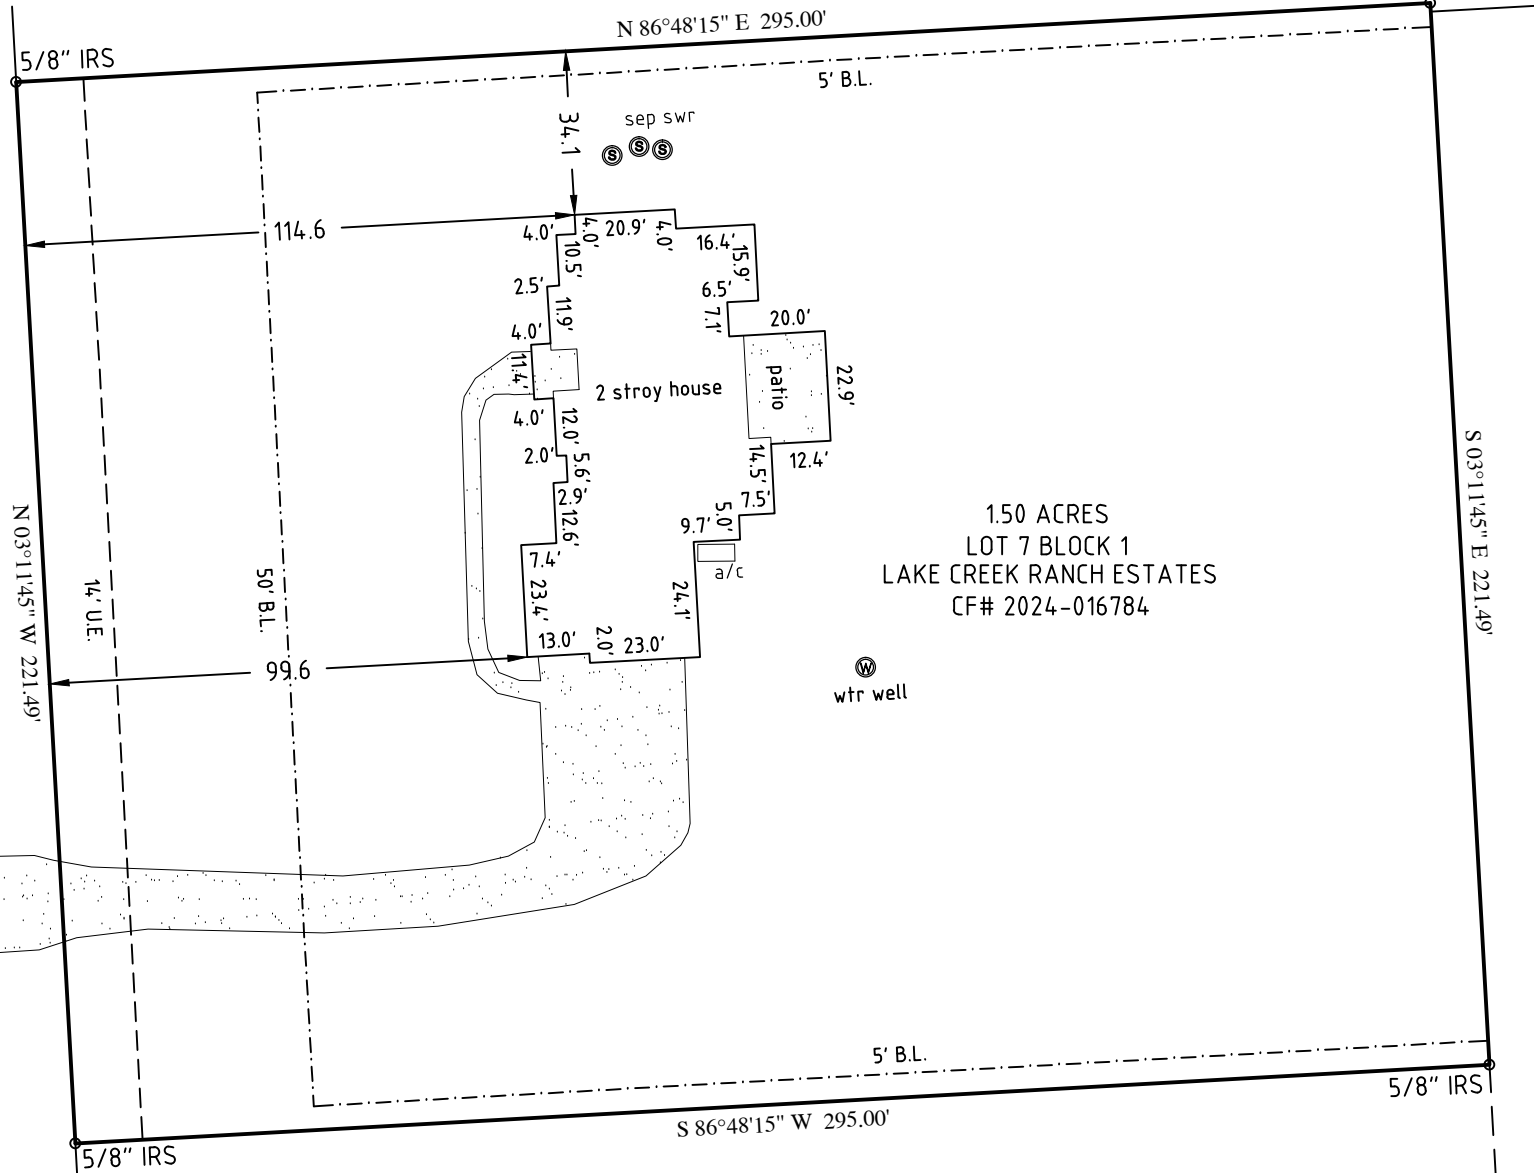 N 86°48'15" E 295.00'
5/8" IRS
5' B.L.
34.1
sep swr
S
S
S
114.6
4.0'
4.0'
20.9'
4.0'
16.4'
10.5'
15.9'
2.5'
6.5'
11.9'
7.1'
20.0'
4.0'
11.4'
2 stroy house
patio
22.9'
4.0'
12.0'
2.0'
5.6'
14.5'
12.4'
2.9'
7.5'
12.6'
9.7'
5.0'
7.4'
a/c
23.4'
24.1'
13.0'
2.0'
23.0'
99.6
N 03°11'45" W 221.49'
14' U.E.
50' B.L.
1.50 ACRES
LOT 7 BLOCK 1
LAKE CREEK RANCH ESTATES
CF# 2024-016784
S 03°11'45" E 221.49'
W
wtr well
5' B.L.
S 86°48'15" W 295.00'
5/8" IRS
5/8" IRS